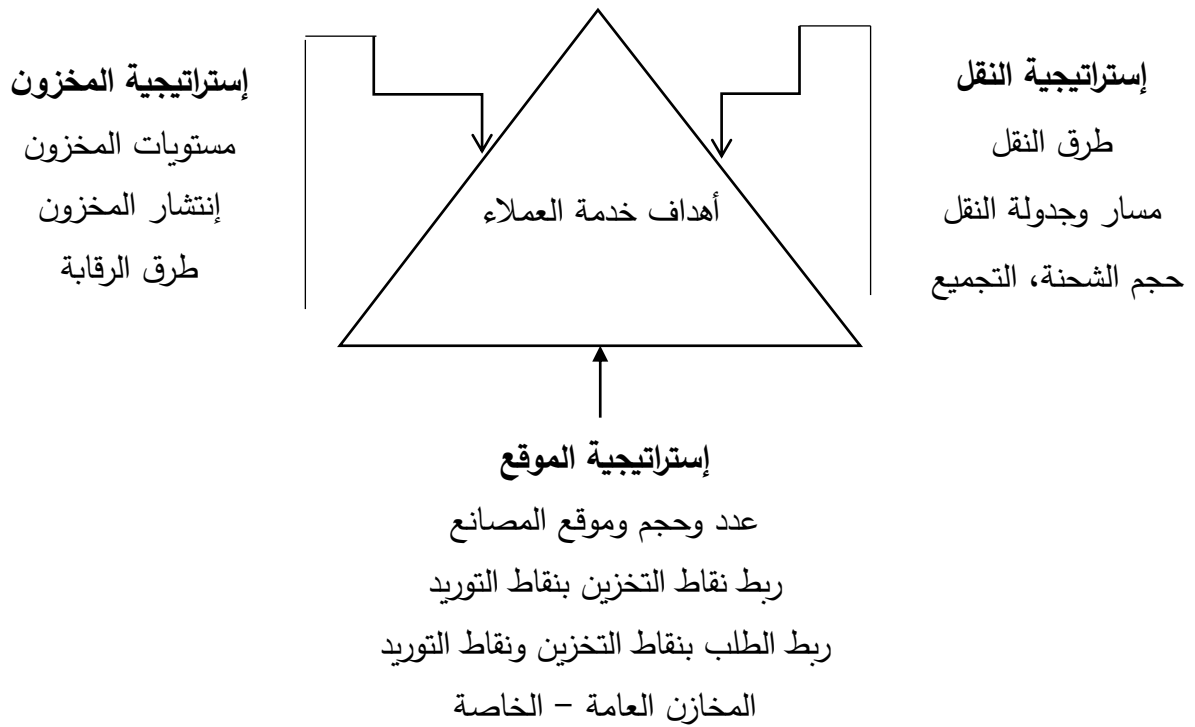 إستراتيجية النقل
طرق النقل
مسار وجدولة النقل
حجم الشحنة، التجميع
إستراتيجية المخزون
مستويات المخزون
إنتشار المخزون
طرق الرقابة
أهداف خدمة العملاء
إستراتيجية الموقع
عدد وحجم وموقع المصانع
ربط نقاط التخزين بنقاط التوريد
ربط الطلب بنقاط التخزين ونقاط التوريد
المخازن العامة – الخاصة